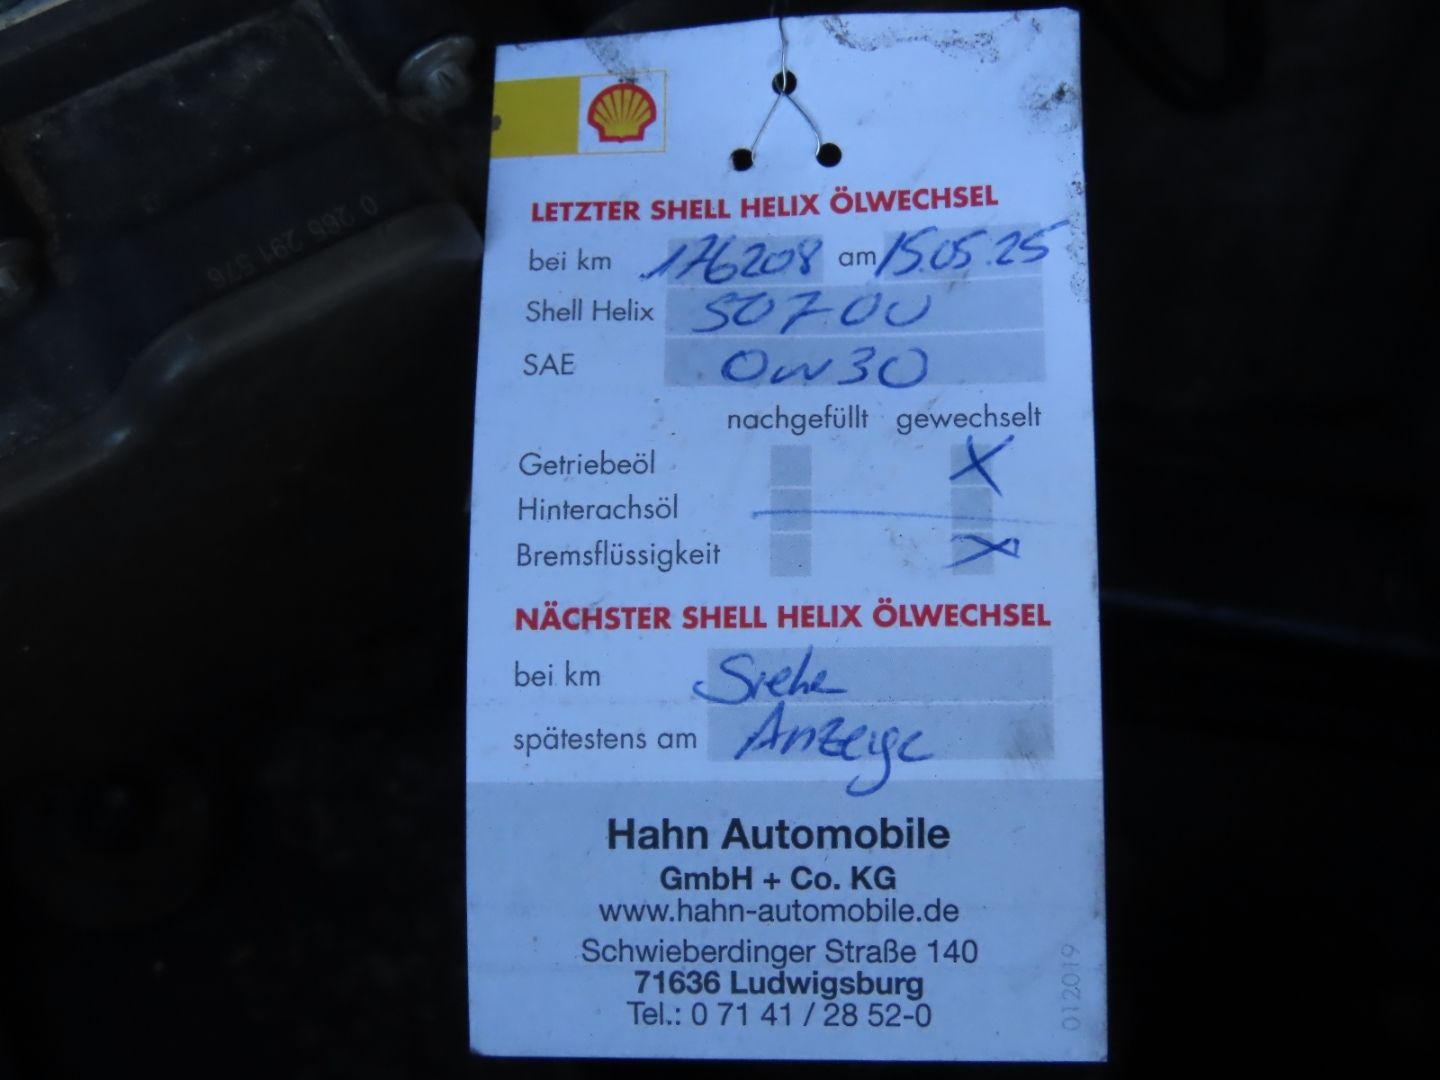 LETZTER SHELL HELIX ÖLWECHSEL
bei km 176208 am 15.05.25
Shell Helix 50700
SAE 0w30
nachgefüllt gewechselt
Getriebeöl X
Hinterachsöl
Bremsflüssigkeit X
NÄCHSTER SHELL HELIX ÖLWECHSEL
bei km Siehe
spätestens am Anzeige
Hahn Automobile
GmbH + Co. KG
www.hahn-automobile.de
Schwieberdinger Straße 140
71636 Ludwigsburg
Tel.: 0 71 41 / 28 52-0
012019
0 265 291 576